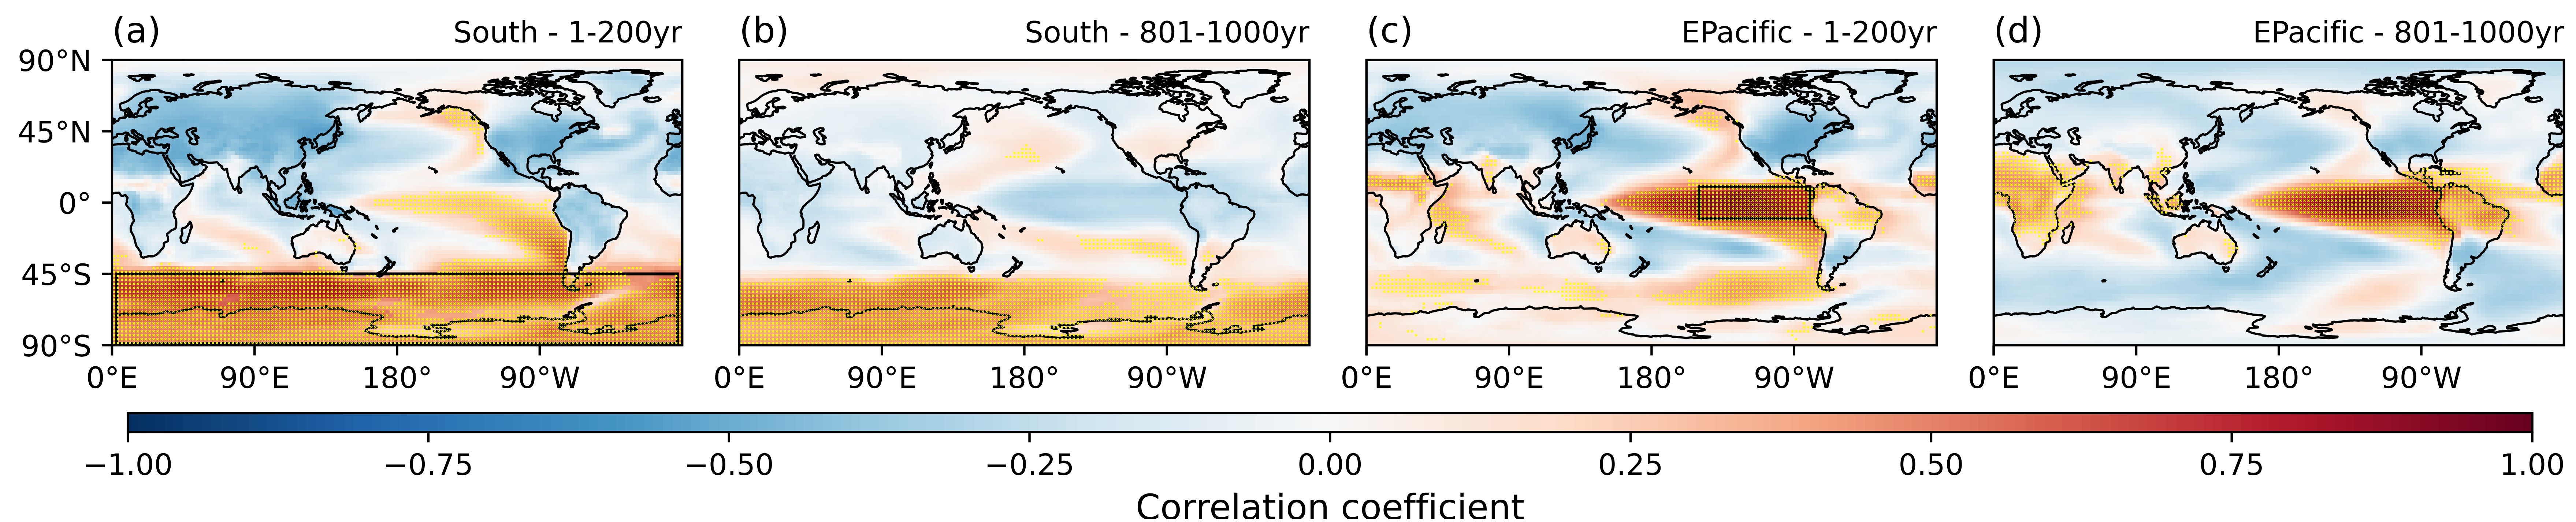 (a) South - 1-200yr
(b) South - 801-1000yr
(c) EPacific - 1-200yr
(d) EPacific - 801-1000yr
90°N
45°N
0°
45°S
90°S
0°E 90°E 180° 90°W
0°E 90°E 180° 90°W
0°E 90°E 180° 90°W
0°E 90°E 180° 90°W
−1.00 −0.75 −0.50 −0.25 0.00 0.25 0.50 0.75 1.00
Correlation coefficient